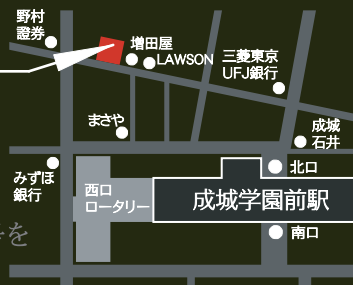 野村
證券
増田屋
LAWSON
三菱東京
UFJ銀行
まさや
成城
石井
みずほ
銀行
北口
西口
ロータリー
成城学園前駅
南口
を